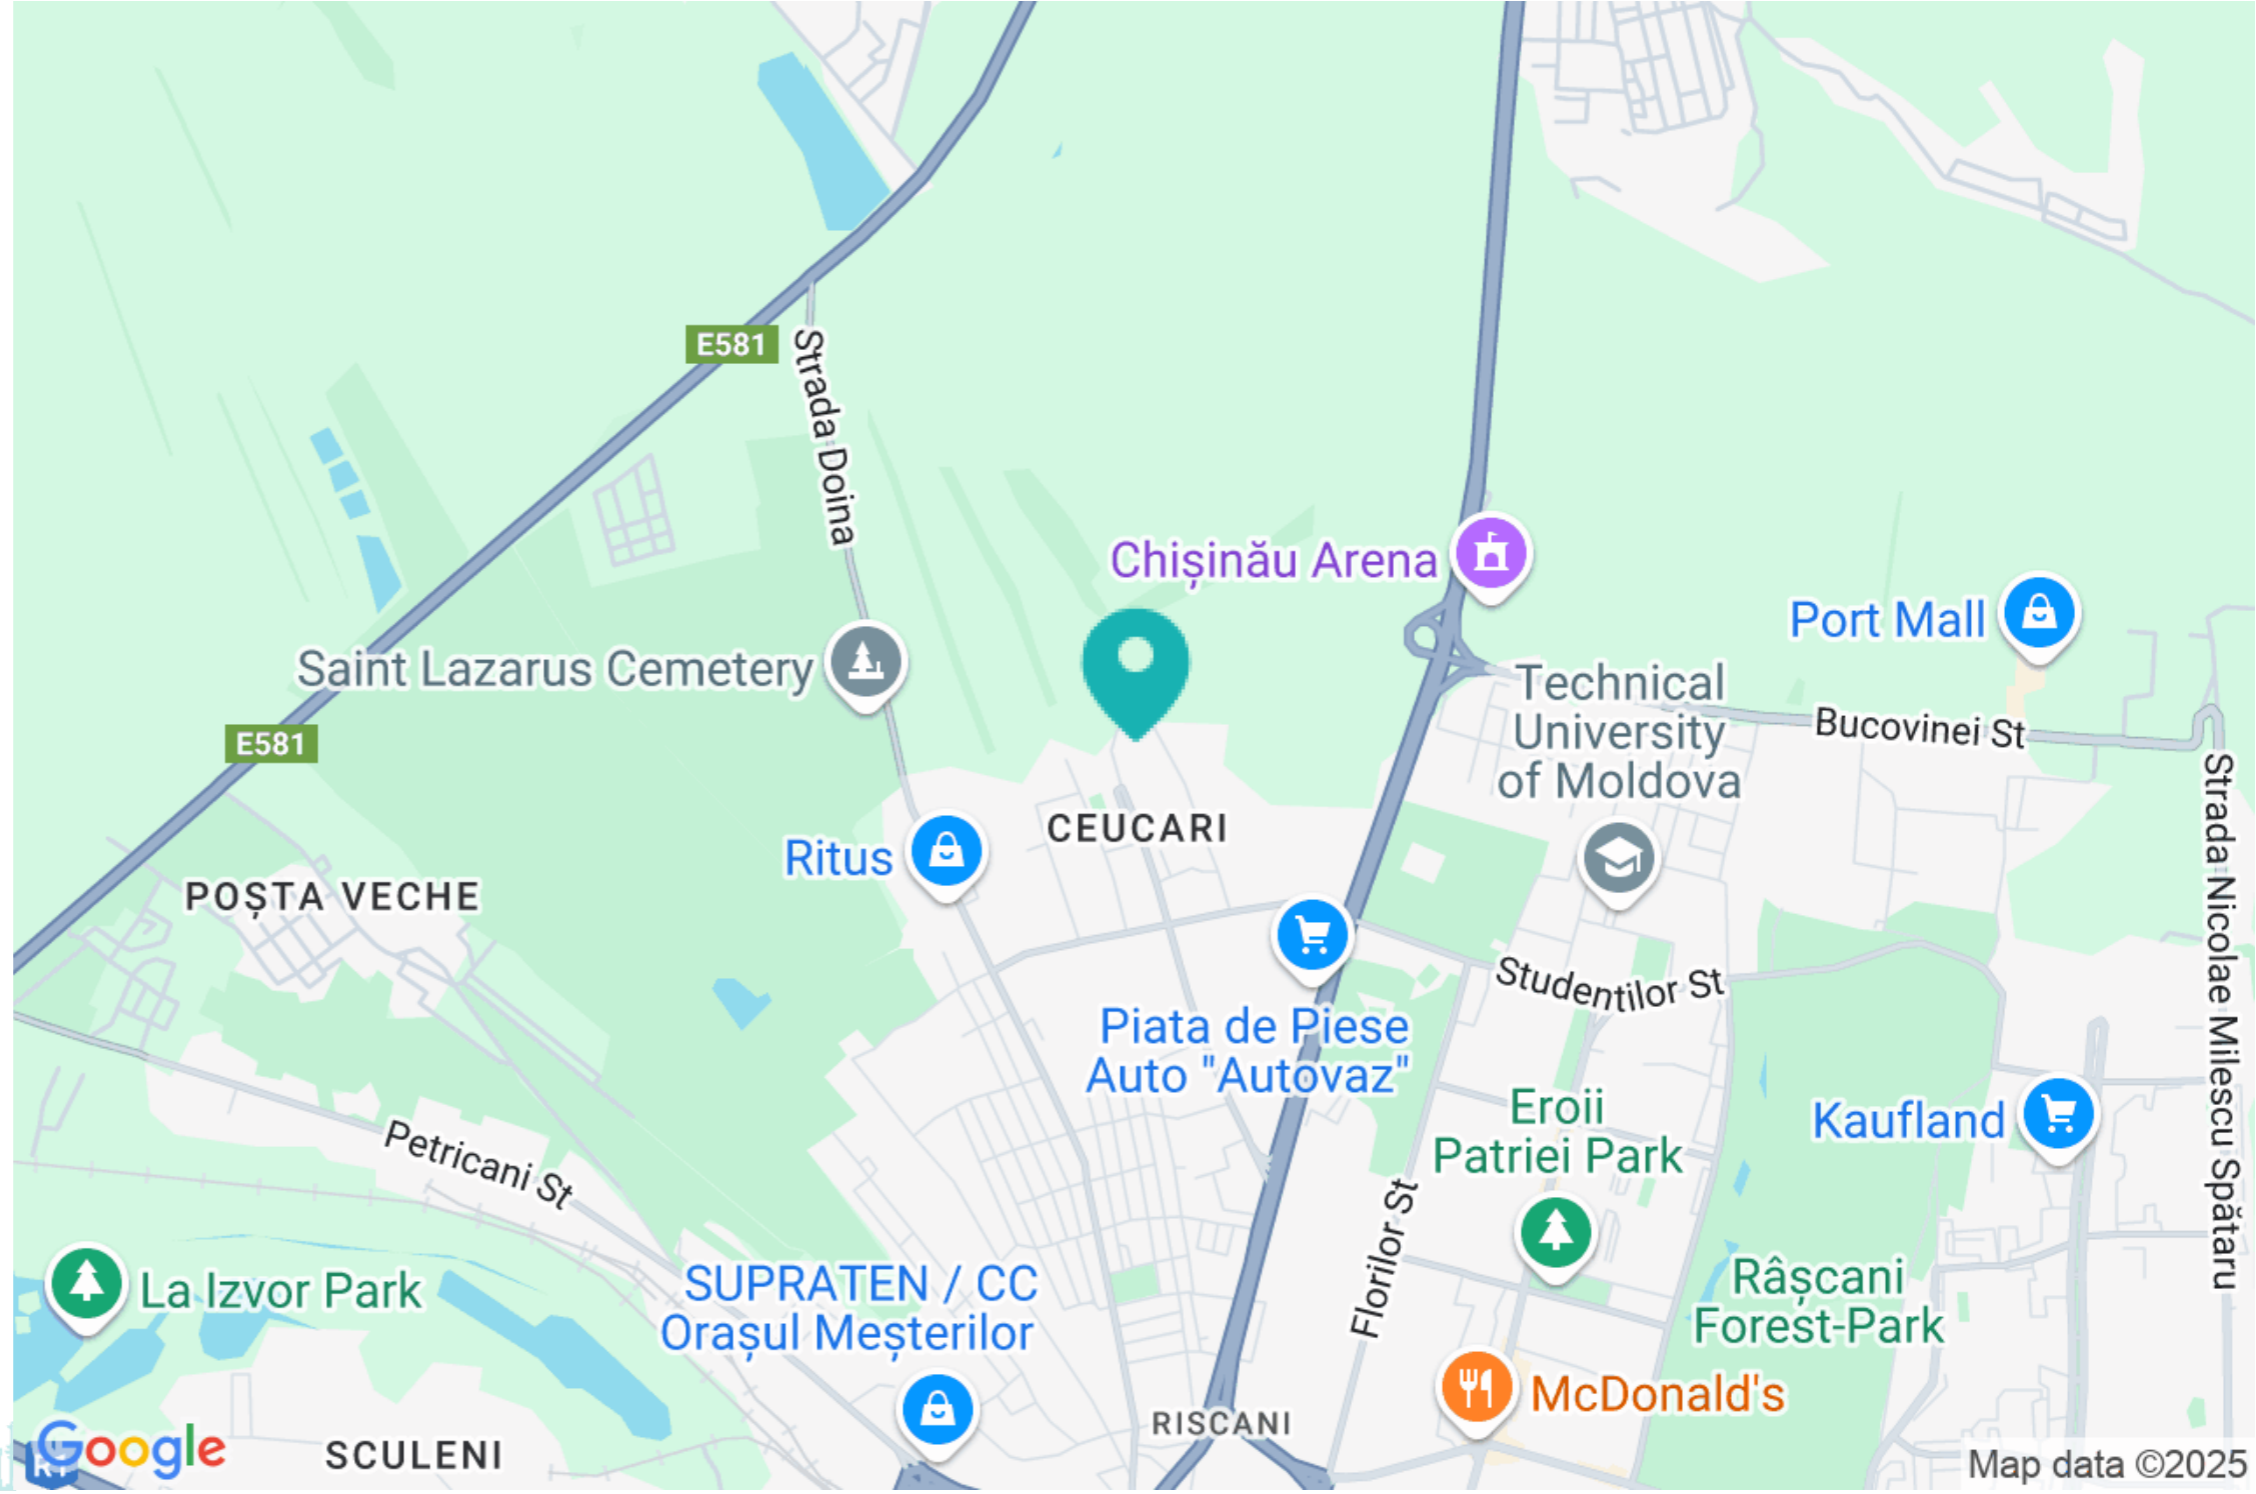 E581
Strada Doina
Chișinău Arena
Port Mall
Saint Lazarus Cemetery
Technical
University
of Moldova
Bucovinei St
E581
Strada Nicolae Milescu Spătaru
CEUCARI
Ritus
POȘTA VECHE
Studentilor St
Piata de Piese
Auto "Autovaz"
Eroii
Patriei Park
Kaufland
Petricani St
Florilor St
La Izvor Park
SUPRATEN / CC
Orașul Meșterilor
Râșcani
Forest-Park
McDonald's
RISCANI
Google
SCULENI
Map data ©2025